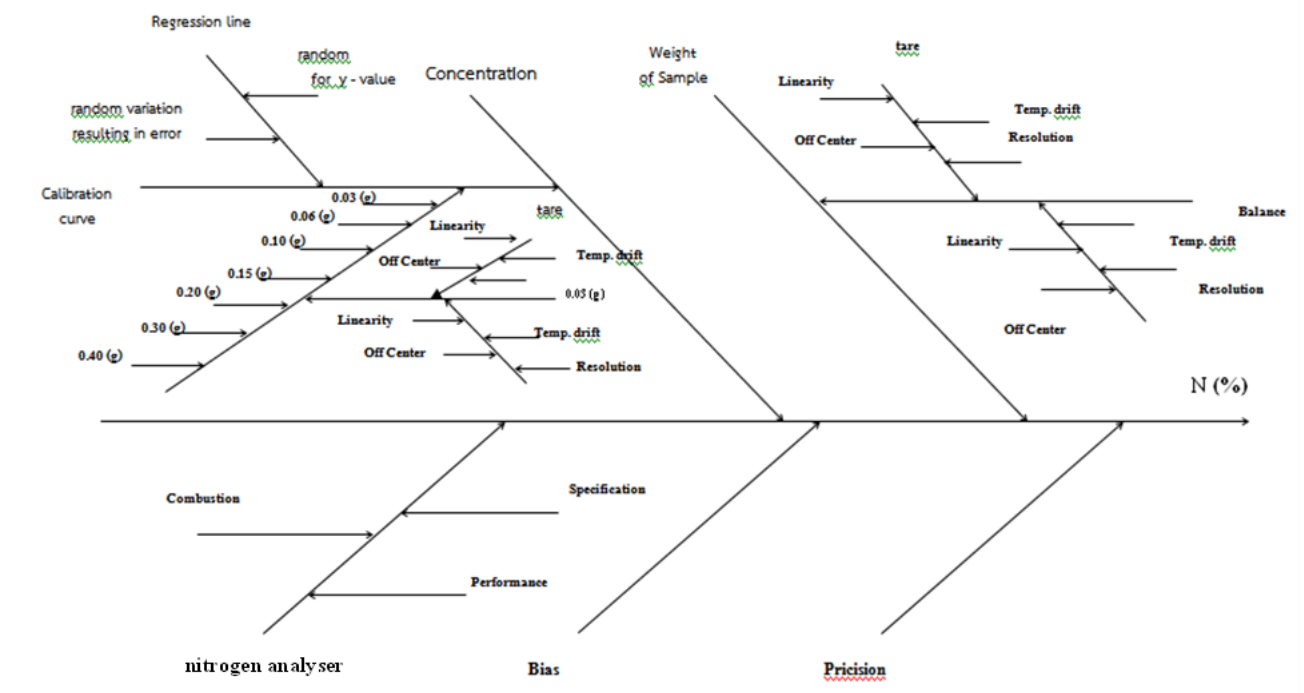 Regression line
random
for y - value
Concentration
Weight
of Sample
tare
Linearity
Temp. drift
random variation
resulting in error
Off Center
Resolution
Calibration
curve
0.03 (g)
0.06 (g)
tare
Balance
Linearity
0.10 (g)
Linearity
Temp. drift
Off Center
Temp. drift
0.15 (g)
0.20 (g)
0.05 (g)
Resolution
0.30 (g)
Linearity
Temp. drift
Off Center
0.40 (g)
Off Center
Resolution
N (%)
Combustion
Specification
Performance
nitrogen analyser
Bias
Pricision